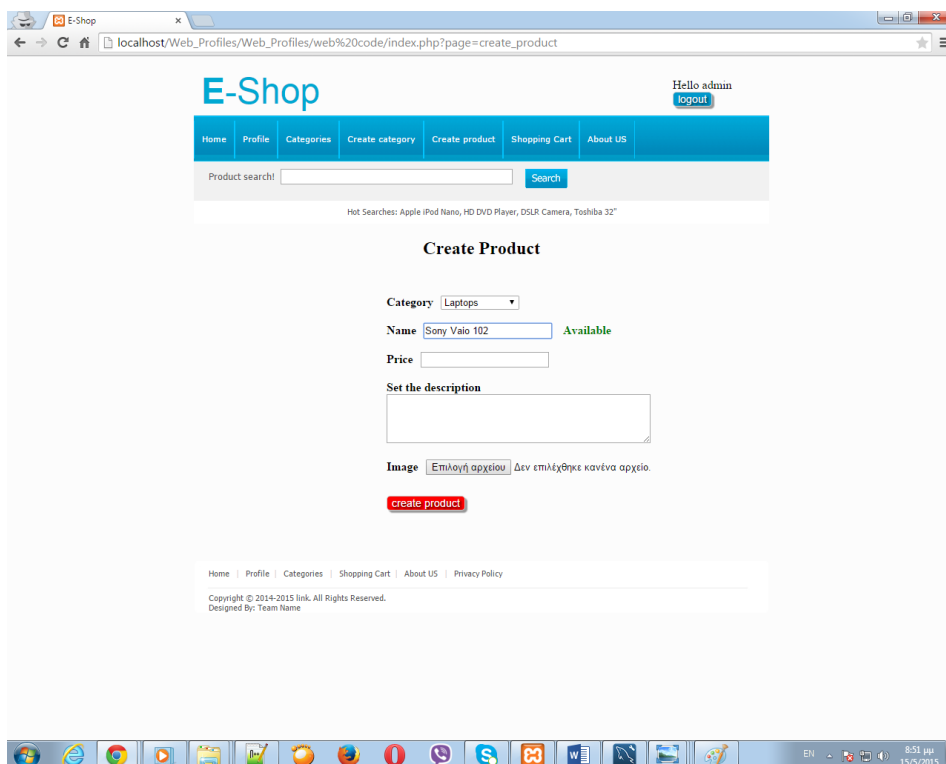 E-Shop
localhost/Web_Profiles/Web_Profiles/web%20code/index.php?page=create_product
E-Shop
Hello admin
logout
Home Profile Categories Create category Create product Shopping Cart About US
Product search! Search
Hot Searches: Apple iPod Nano, HD DVD Player, DSLR Camera, Toshiba 32"
Create Product
Category Laptops
Name Sony Vaio 102 Available
Price
Set the description
Image Επιλογή αρχείου Δεν επιλέχθηκε κανένα αρχείο.
create product
Home | Profile | Categories | Shopping Cart | About US | Privacy Policy
Copyright © 2014-2015 link. All Rights Reserved.
Designed By: Team Name
EN 8:51 μμ
15/5/2015